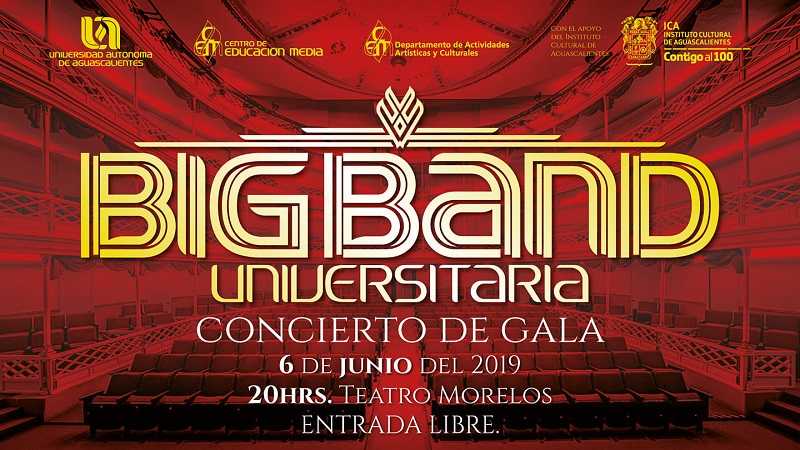 UNIVERSIDAD AUTONOMA
DE AGUASCALIENTES
CENTRO DE
EDUCACIÓN MEDIA
Departamento de Actividades
Artísticas y Culturales
CON EL APOYO
DEL INSTITUTO
CULTURAL DE
AGUASCALIENTES
ICA
INSTITUTO CULTURAL
DE AGUASCALIENTES
Contigo al 100
BIGBAND
UNIVERSITARIA
CONCIERTO DE GALA
6 DE JUNIO DEL 2019
20HRS. TEATRO MORELOS
ENTRADA LIBRE.